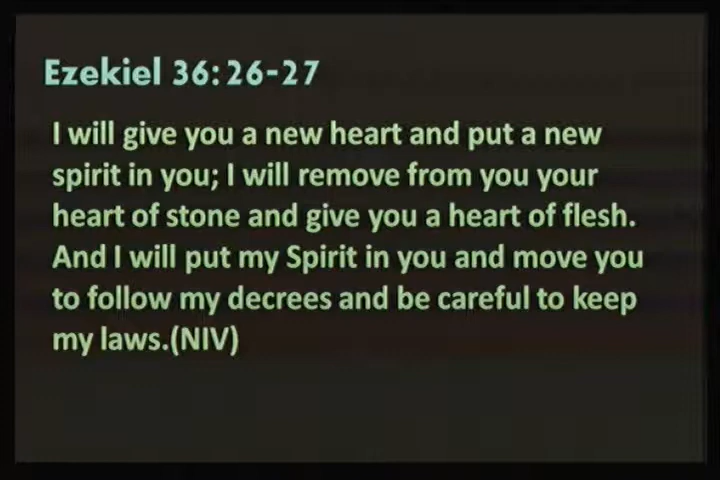 Ezekiel 36:26-27
I will give you a new heart and put a new
spirit in you; I will remove from you your
heart of stone and give you a heart of flesh.
And I will put my Spirit in you and move you
to follow my decrees and be careful to keep
my laws.(NIV)